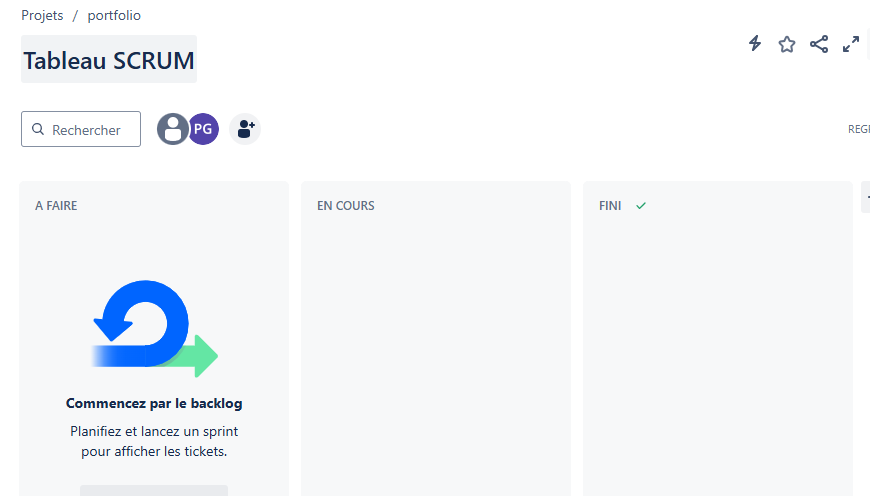 Projets / portfolio
Tableau SCRUM
Rechercher
PG
REGR
A FAIRE
EN COURS
FINI
Commencez par le backlog
Planifiez et lancez un sprint
pour afficher les tickets.